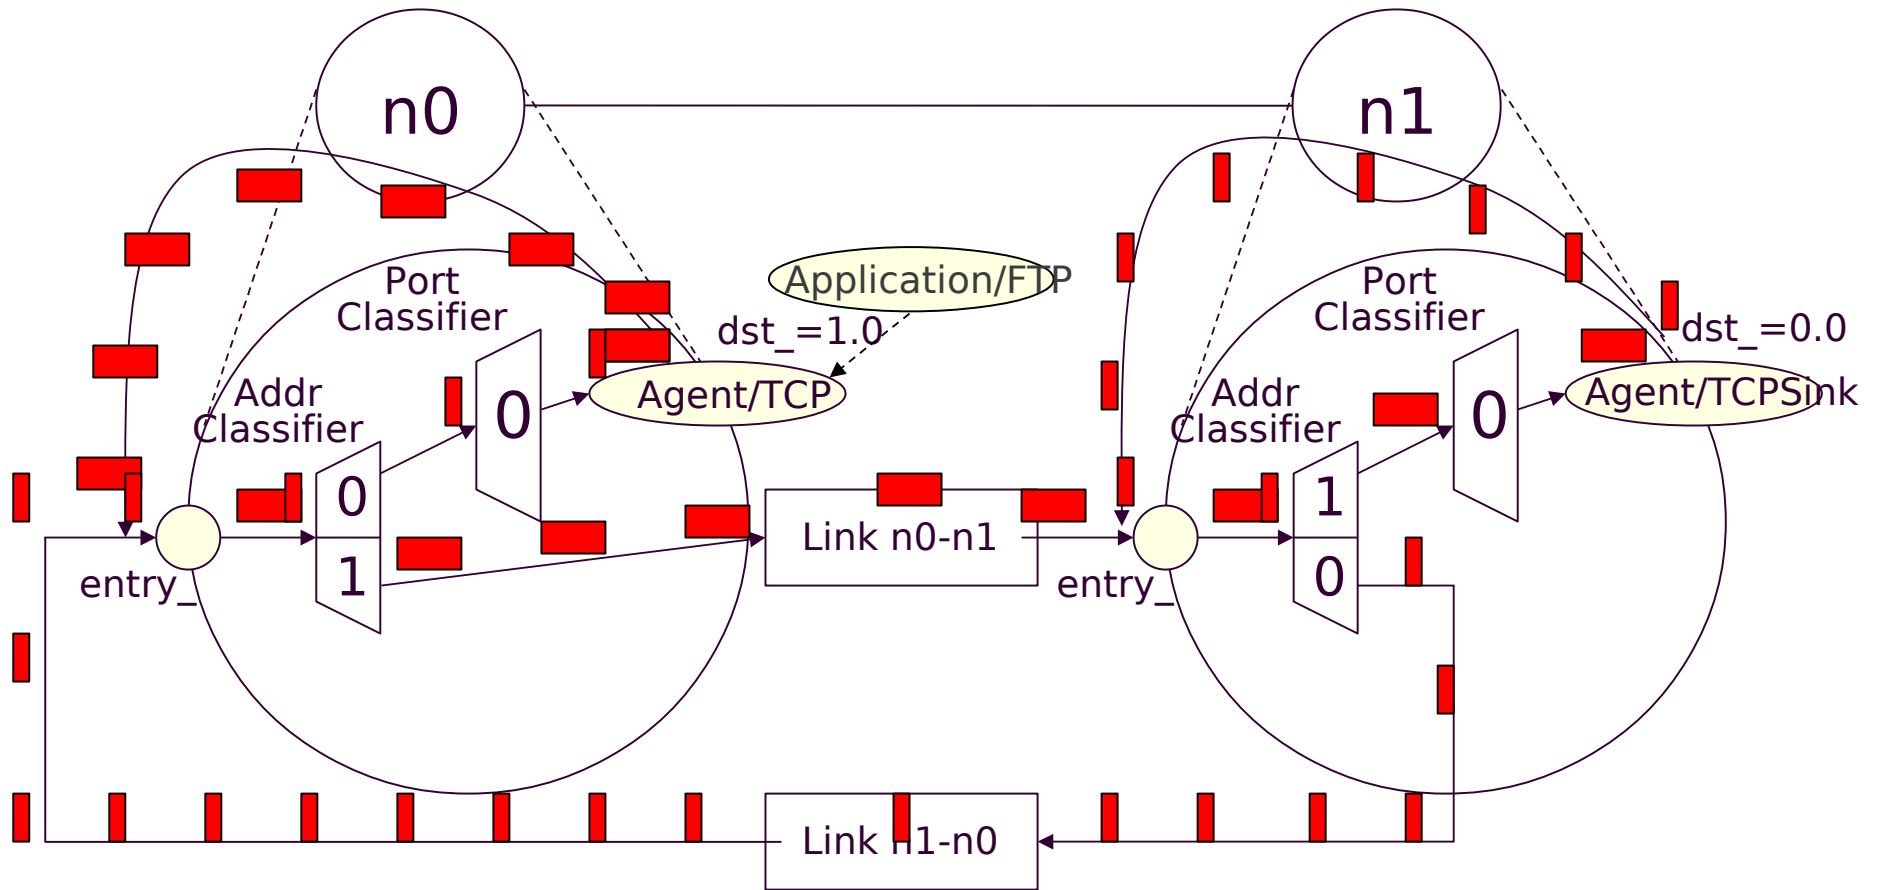 n0
n1
Port
Classifier
Application/FTP
Port
Classifier
dst_=1.0
dst_=0.0
Addr
Classifier
0
Agent/TCP
Addr
Classifier
0
Agent/TCPSink
0
1
1
0
Link n0-n1
entry_
entry_
Link n1-n0